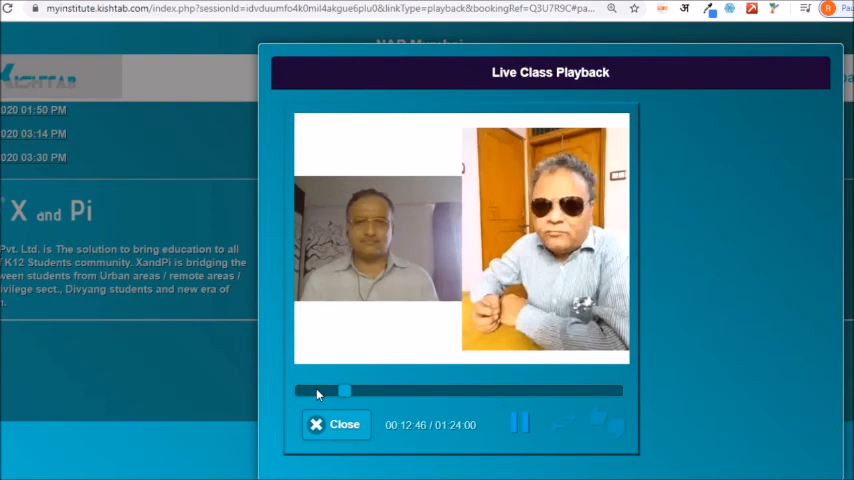 myinstitute.kishtab.com/index.php?sessionId=idvduumfo4k0mil4akgue6plu0&linkType=playback&bookingRef=Q3U7R9C#pa...
अ
R
Pau
KISHTAB
Live Class Playback
020 01:50 PM
020 03:14 PM
020 03:30 PM
X and Pi
Pvt. Ltd. is The solution to bring education to all
f K12 Students community. XandPi is bridging the
ween students from Urban areas / remote areas /
ivilege sect., Divyang students and new era of
n.
Close
00:12:46 / 01:24:00